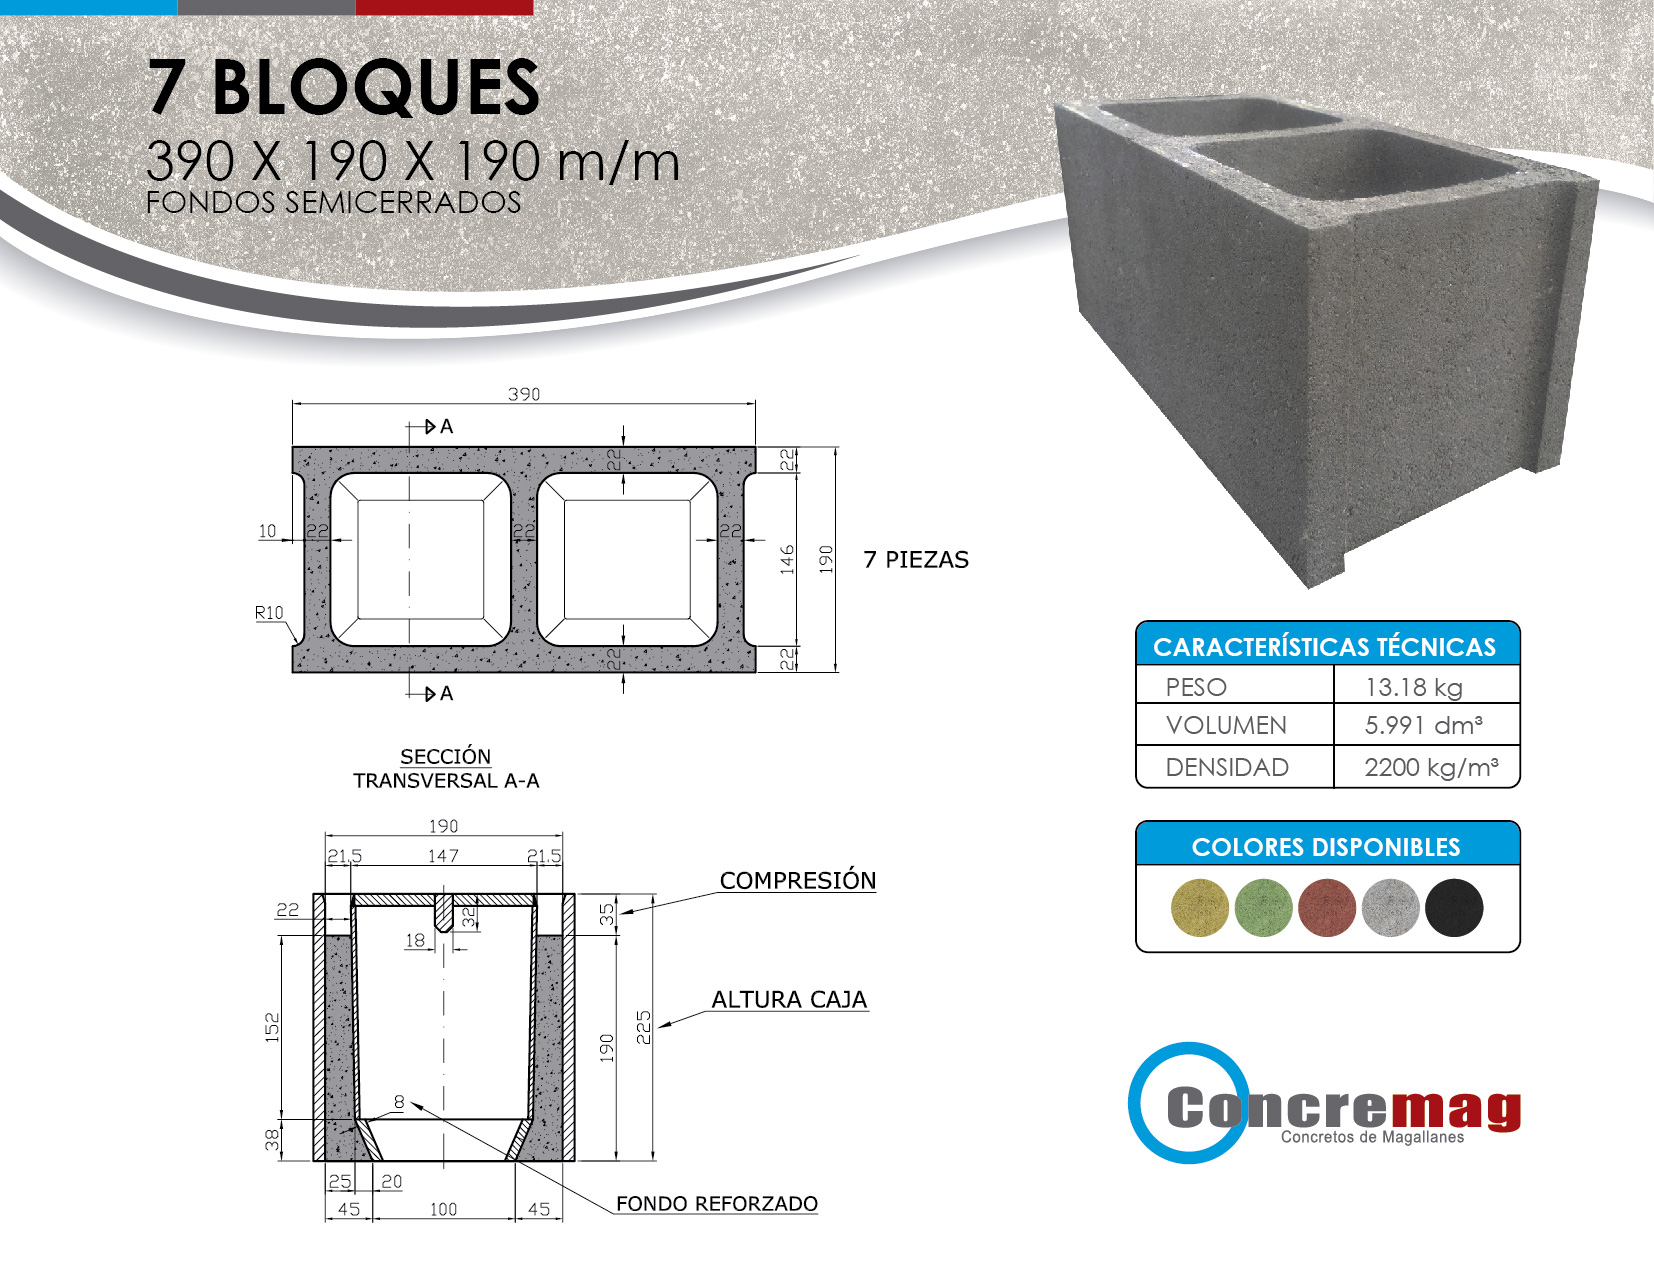 7 BLOQUES
390 X 190 X 190 m/m
FONDOS SEMICERRADOS
390
A
22
22
10
22
22
22
146
190
7 PIEZAS
R10
22
22
A
SECCIÓN
TRANSVERSAL A-A
190
21.5
147
21.5
COMPRESIÓN
22
32
35
18
ALTURA CAJA
152
190
225
8
38
25
20
FONDO REFORZADO
45
100
45
CARACTERÍSTICAS TÉCNICAS
PESO 13.18 kg
VOLUMEN 5.991 dm³
DENSIDAD 2200 kg/m³
COLORES DISPONIBLES
Concremag
Concretos de Magallanes